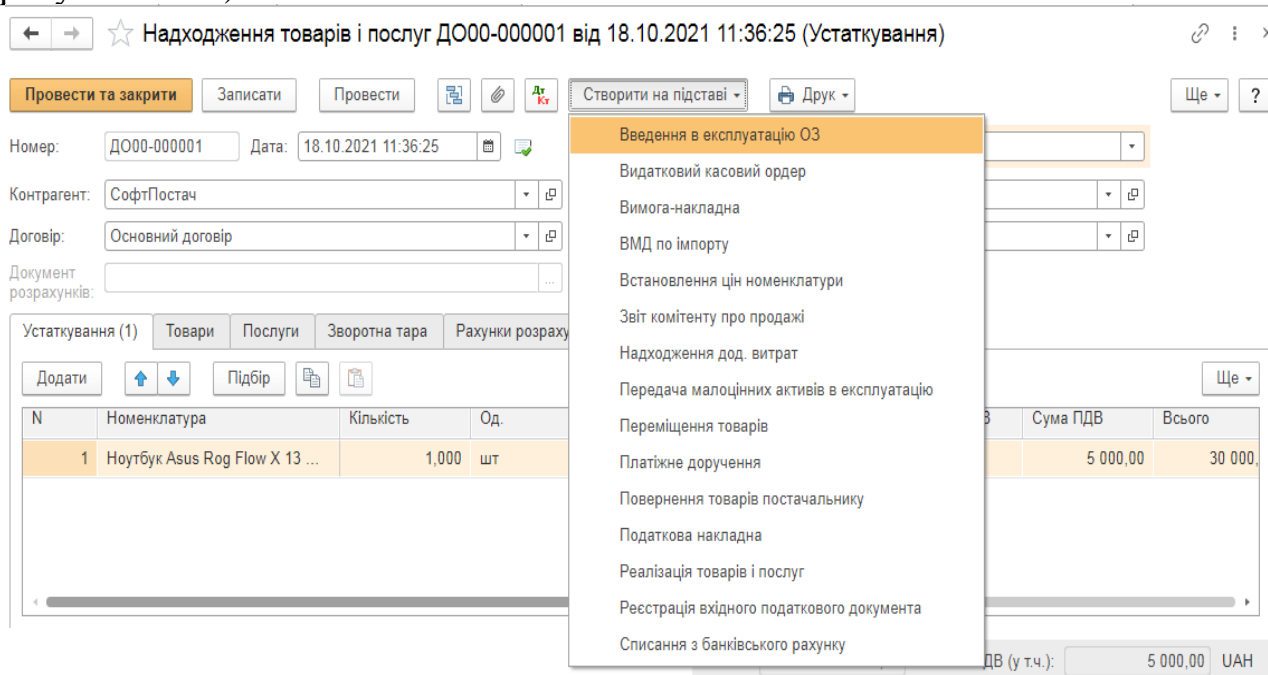 Надходження товарів і послуг ДО00-000001 від 18.10.2021 11:36:25 (Устаткування)
Провести та закрити Записати Провести Дт Кт Створити на підставі Друк Ще ?
Номер: ДО00-000001 Дата: 18.10.2021 11:36:25
Контрагент: СофтПостач
Договір: Основний договір
Документ
розрахунків:
Введення в експлуатацію ОЗ
Видатковий касовий ордер
Вимога-накладна
ВМД по імпорту
Встановлення цін номенклатури
Звіт комітенту про продажі
Надходження дод. витрат
Передача малоцінних активів в експлуатацію
Переміщення товарів
Платіжне доручення
Повернення товарів постачальнику
Податкова накладна
Реалізація товарів і послуг
Реєстрація вхідного податкового документа
Списання з банківського рахунку
Устаткування (1) Товари Послуги Зворотна тара Рахунки розраху
Додати Підбір Ще
N Номенклатура Кількість Од. Сума ПДВ Всього
1 Ноутбук Asus Rog Flow X 13 ... 1,000 шт 5 000,00 30 000,
ДВ (у т.ч.): 5 000,00 UAH